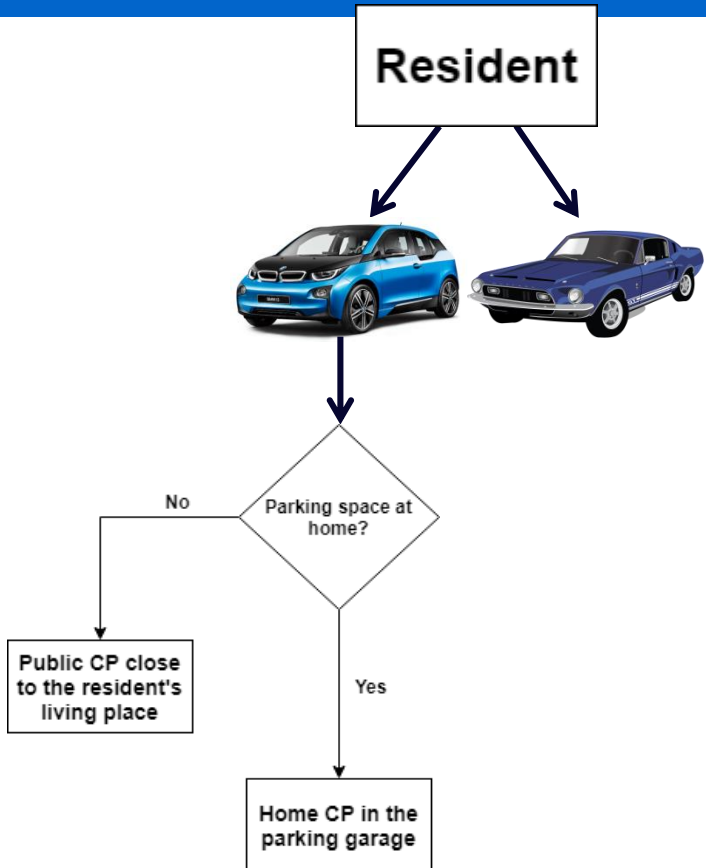 Resident
Parking space at
home?
No
Yes
Public CP close
to the resident's
living place
Home CP in the
parking garage